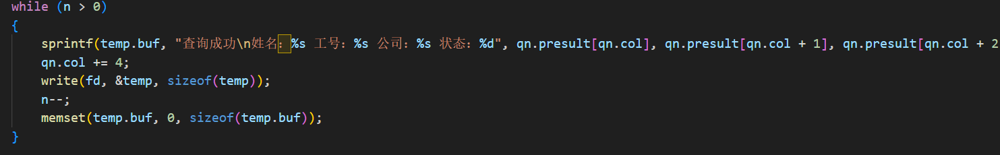 while (n > 0)
{
sprintf(temp.buf, "查询成功\n姓名：%s 工号：%s 公司：%s 状态：%d", qn.presult[qn.col], qn.presult[qn.col + 1], qn.presult[qn.col + 2
qn.col += 4;
write(fd, &temp, sizeof(temp));
n--;
memset(temp.buf, 0, sizeof(temp.buf));
}